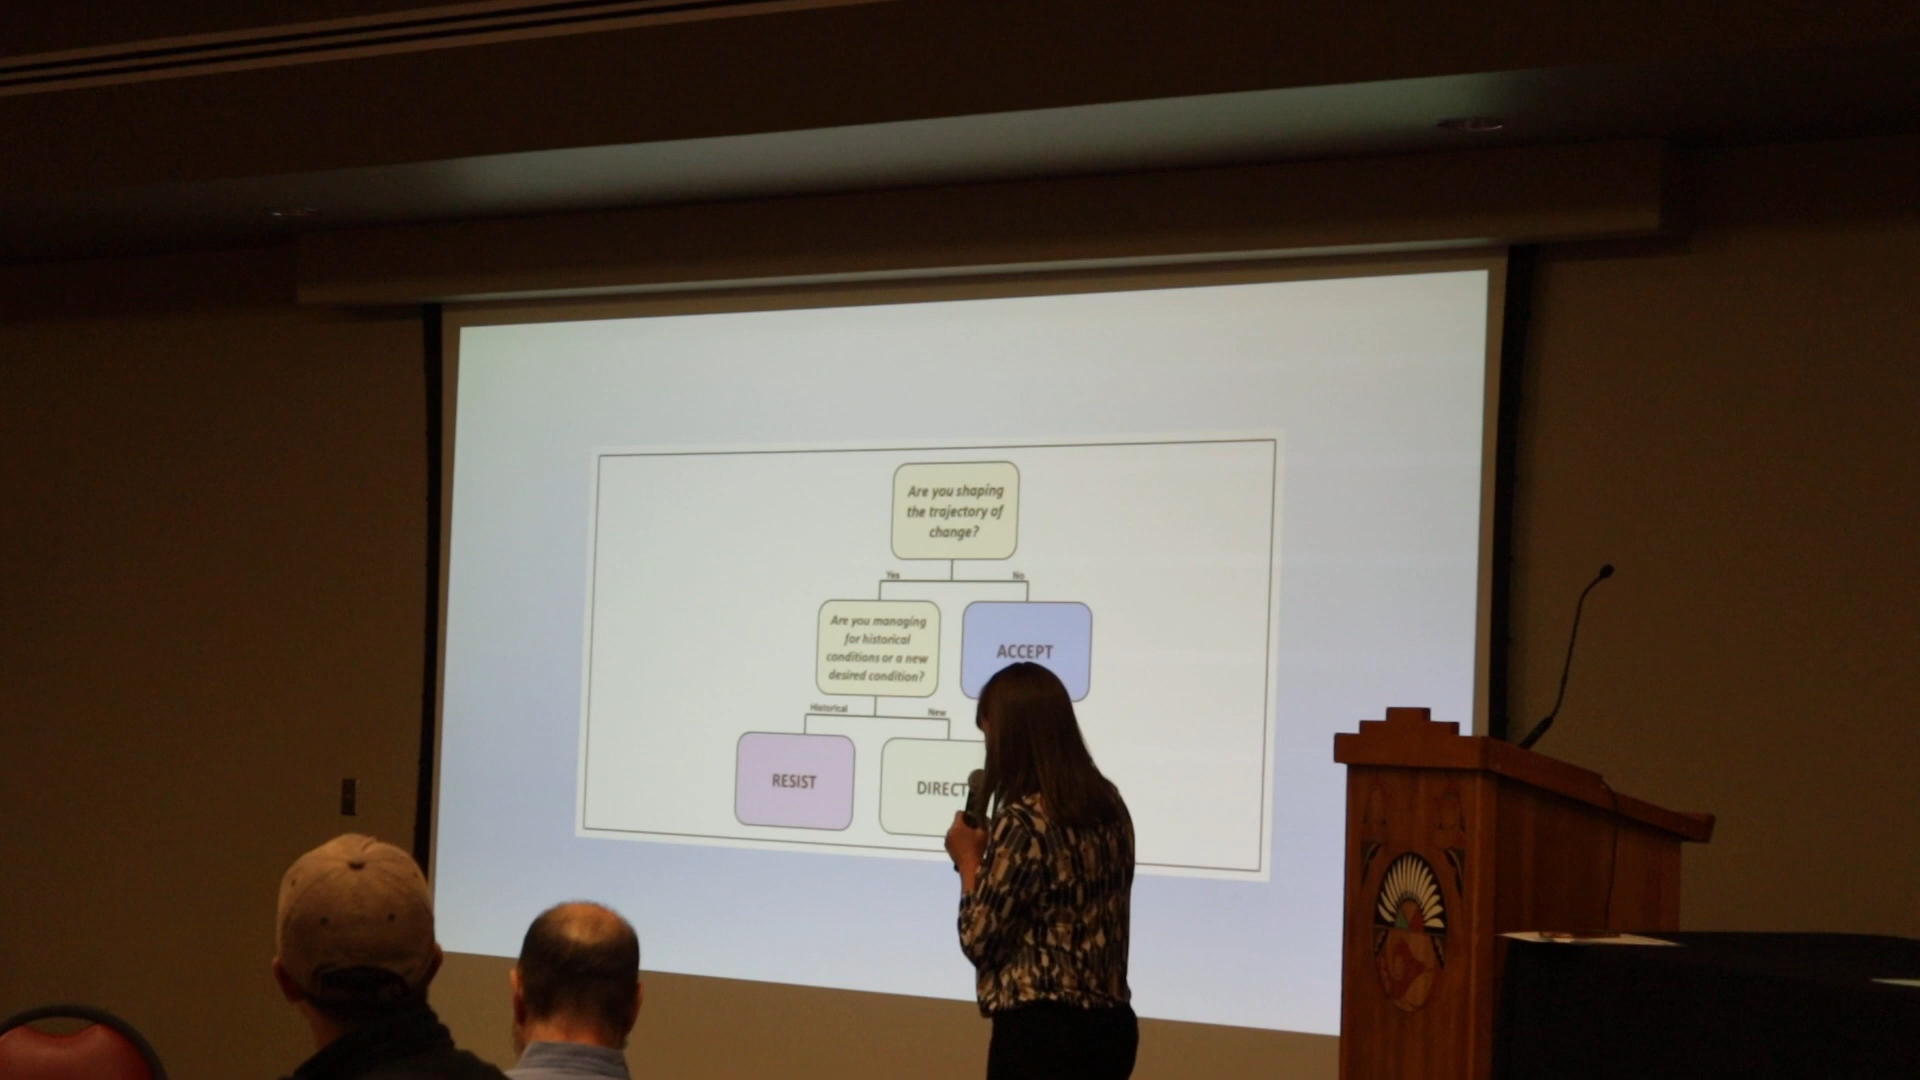 Are you shaping
the trajectory of
change?
Yes
No
Are you managing
for historical
conditions or a new
desired condition?
ACCEPT
Historical
New
RESIST
DIRECT